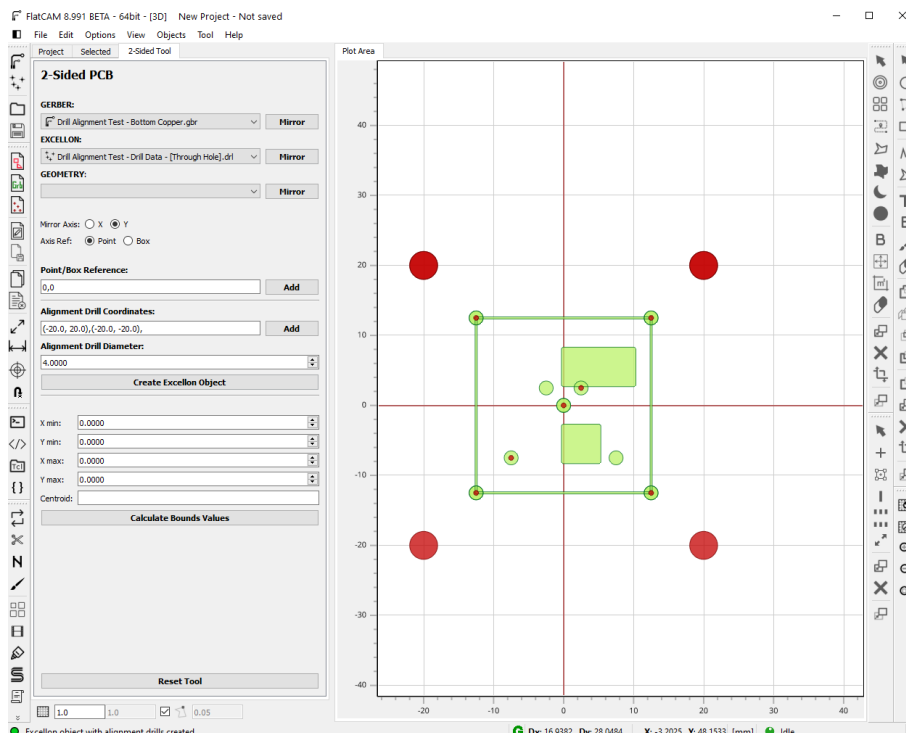 FlatCAM 8.991 BETA - 64bit - [3D] New Project - Not saved
File Edit Options View Objects Tool Help
Project Selected 2-Sided Tool
Plot Area
2-Sided PCB
GERBER:
Drill Alignment Test - Bottom Copper.gbr Mirror
EXCELLON:
Drill Alignment Test - Drill Data - [Through Hole].drl Mirror
GEOMETRY:
Mirror
Mirror Axis: X Y
Axis Ref: Point Box
Point/Box Reference:
0,0 Add
Alignment Drill Coordinates:
(-20.0, 20.0),(-20.0, -20.0), Add
Alignment Drill Diameter:
4.0000
Create Excellon Object
X min: 0.0000
Y min: 0.0000
X max: 0.0000
Y max: 0.0000
Centroid:
Calculate Bounds Values
Reset Tool
1.0 1.0 0.05
40
30
20
10
0
-10
-20
-30
-40
-20 -10 0 10 20 30 40
Excellon object with alignment drills created
Dx: 16.9382 Dy: 28.0484 X: -3.2025 Y: 48.1533 [mm] Idle